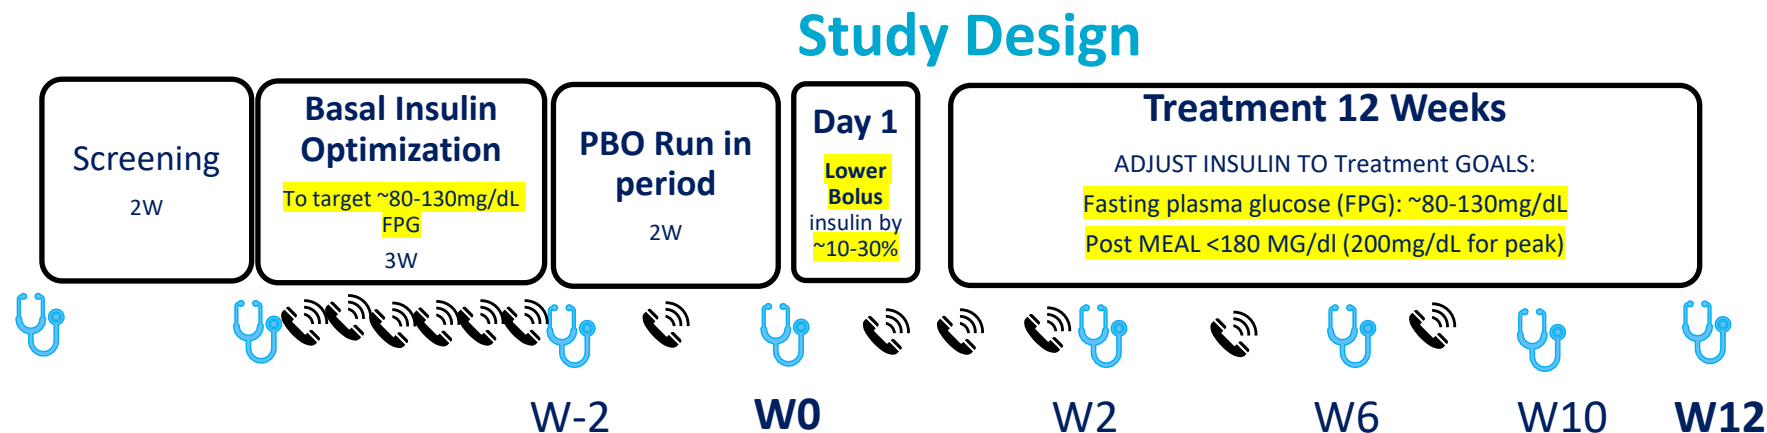 Study Design
Screening
2W
Basal Insulin
Optimization
To target ~80-130mg/dL
FPG
3W
PBO Run in
period
2W
Day 1
Lower
Bolus
insulin by
~10-30%
Treatment 12 Weeks
ADJUST INSULIN TO Treatment GOALS:
Fasting plasma glucose (FPG): ~80-130mg/dL
Post MEAL <180 MG/dl (200mg/dL for peak)
W-2
W0
W2
W6
W10
W12